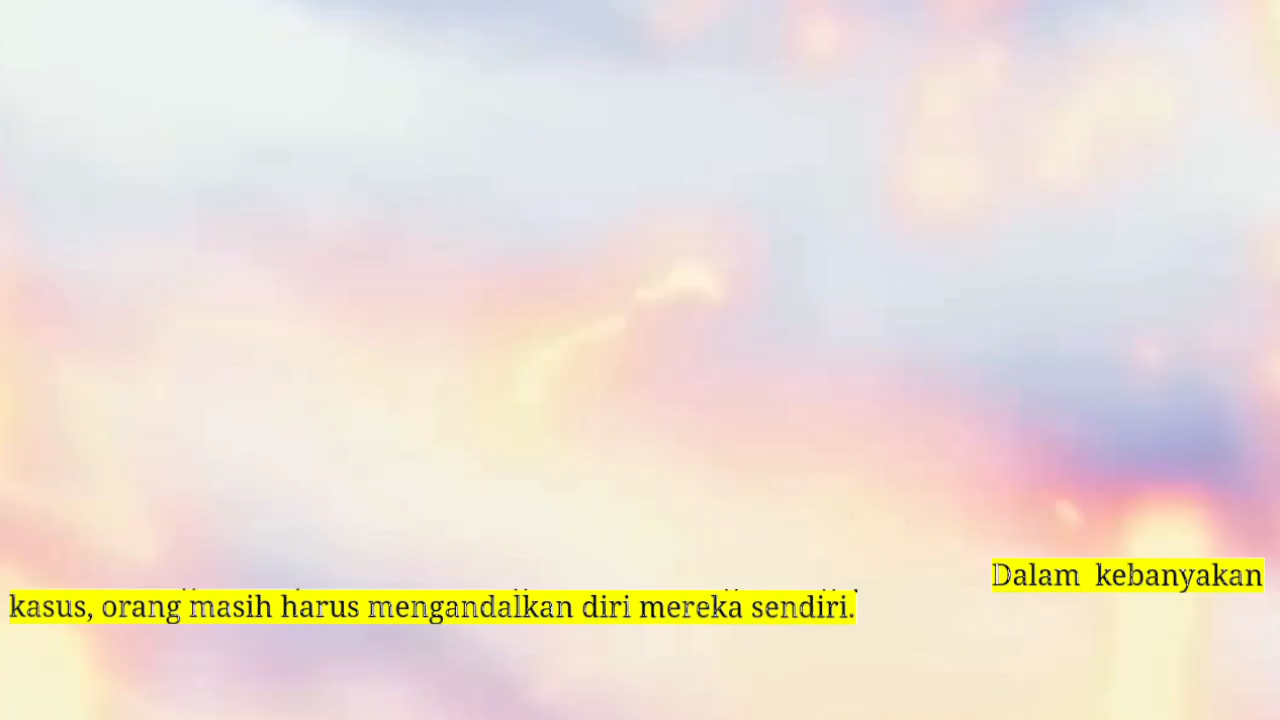 Dalam kebanyakan
kasus, orang masih harus mengandalkan diri mereka sendiri.